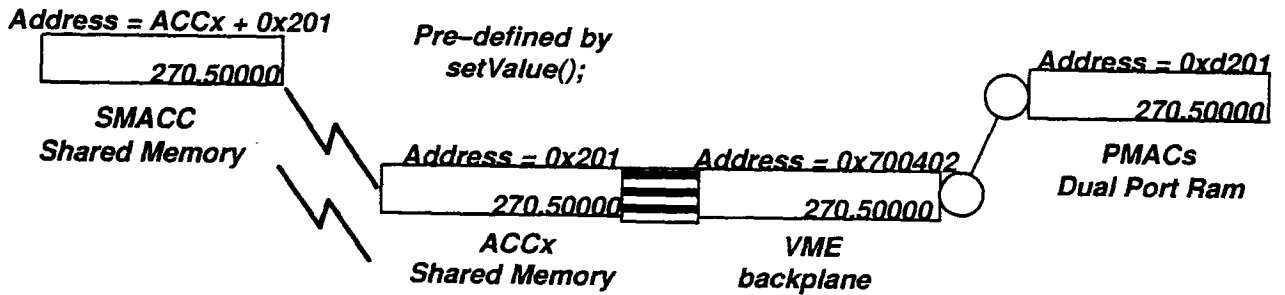 Address = ACCx + 0x201
270.50000
SMACC
Shared Memory
Pre–defined by
setValue();
Address = 0x201
270.50000
ACCx
Shared Memory
Address = 0x700402
270.50000
VME
backplane
Address = 0xd201
270.50000
PMACs
Dual Port Ram